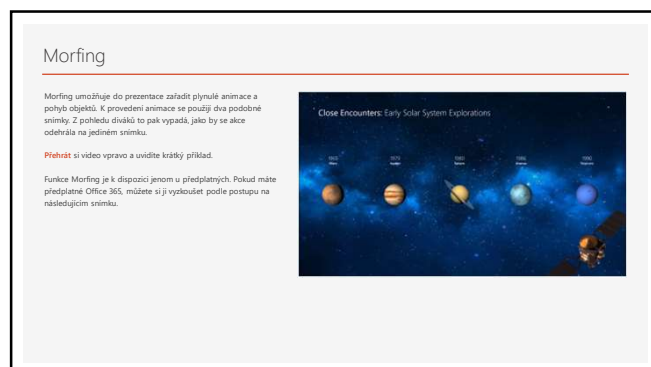 Morfing
Morfing umožňuje do prezentace zařadit plynulé animace a
pohyb objektů. K provedení animace se použijí dva podobné
snímky. Z pohledu diváků to pak vypadá, jako by se akce
odehrála na jediném snímku.
Přehrát si video vpravo a uvidíte krátký příklad.
Funkce Morfing je k dispozici jenom u předplatných. Pokud máte
předplatné Office 365, můžete si ji vyzkoušet podle postupu na
následujícím snímku.
Close Encounters: Early Solar System Explorations